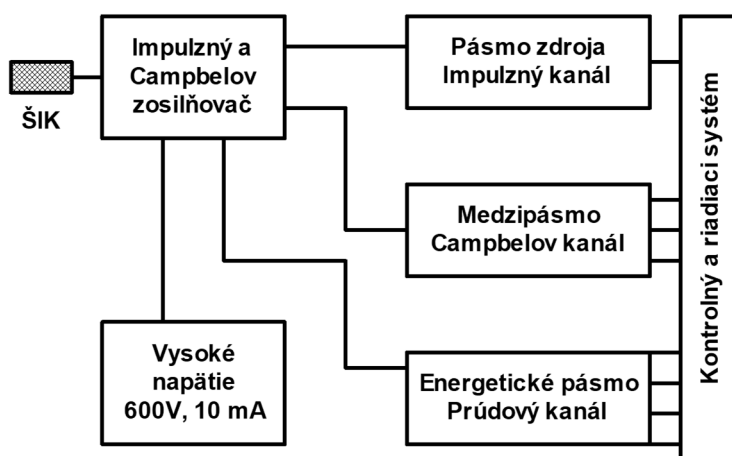 ŠIK
Impulzný a
Campbelov
zosilňovač
Vysoké
napätie
600V, 10 mA
Pásmo zdroja
Impulzný kanál
Medzipásmo
Campbelov kanál
Energetické pásmo
Prúdový kanál
Kontrolný a riadiaci systém